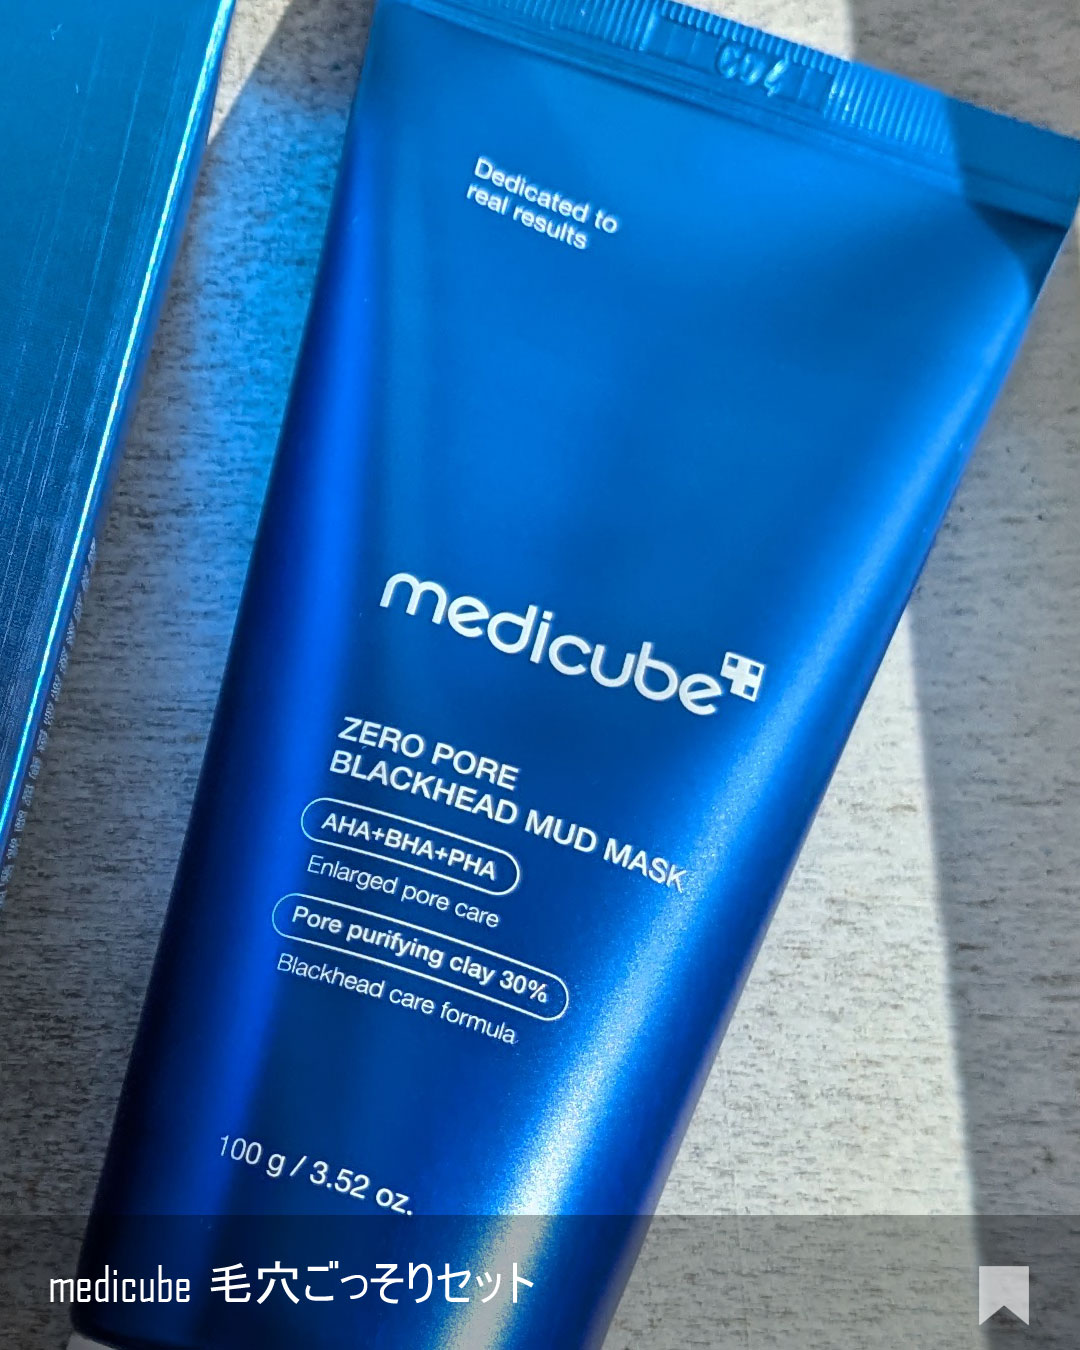 Dedicated to
real results
medicube
ZERO PORE
BLACKHEAD MUD MASK
AHA+BHA+PHA
Enlarged pore care
Pore purifying clay 30%
Blackhead care formula
100 g / 3.52 oz.
medicube 毛穴ごっそりセット